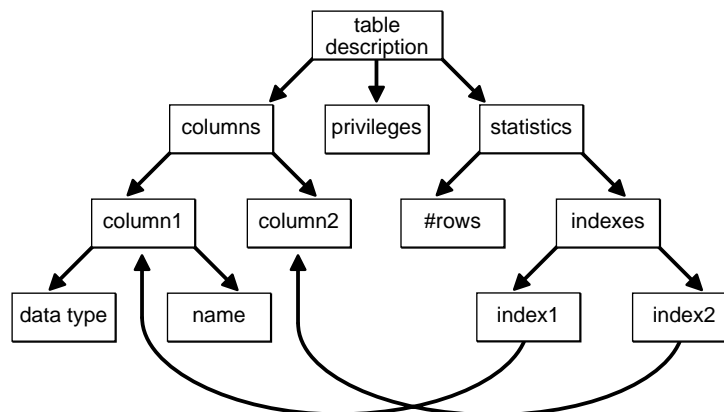 table
description
columns
privileges
statistics
column1
column2
#rows
indexes
data type
name
index1
index2